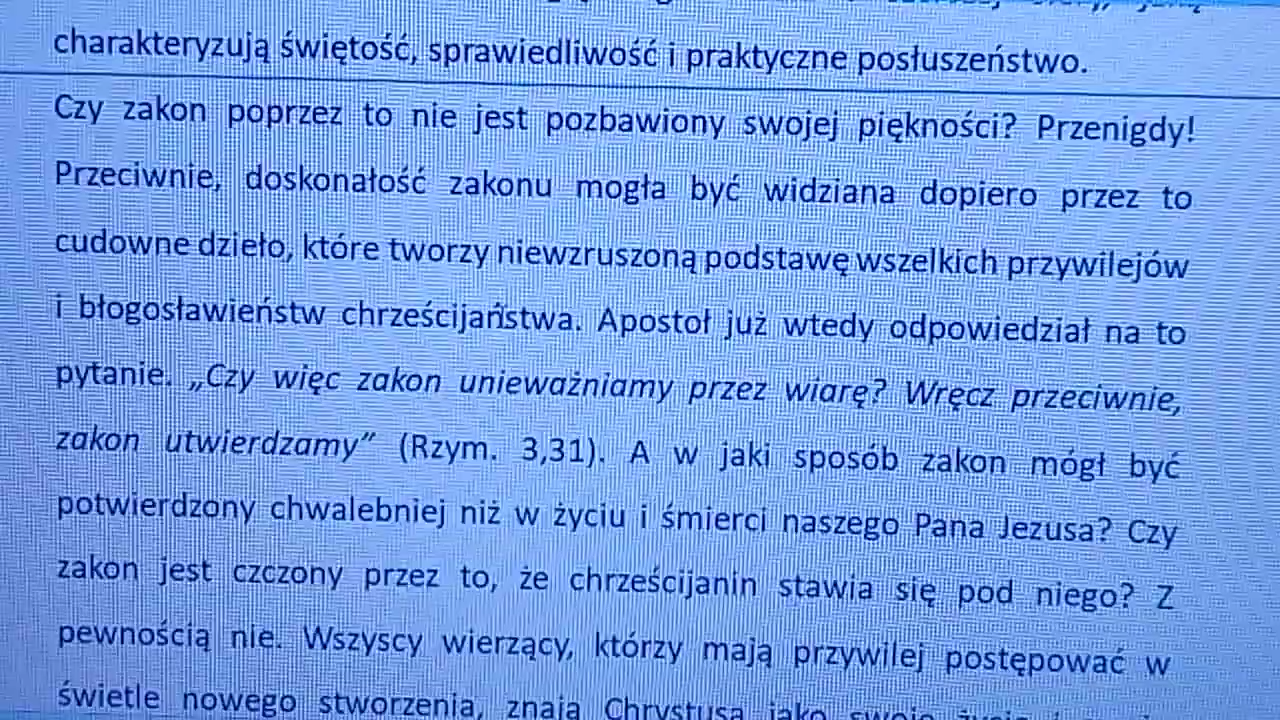 charakteryzują świętość, sprawiedliwość i praktyczne posłuszeństwo.
Czy zakon poprzez to nie jest pozbawiony swojej piękności? Przenigdy!
Przeciwnie, doskonałość zakonu mogła być widziana dopiero przez to
cudowne dzieło, które tworzy niewzruszoną podstawę wszelkich przywilejów
i błogosławieństw chrześcijaństwa. Apostoł już wtedy odpowiedział na to
pytanie. „Czy więc zakon unieważniamy przez wiarę? Wręcz przeciwnie,
zakon utwierdzamy” (Rzym. 3,31). A w jaki sposób zakon mógł być
potwierdzony chwalebniej niż w życiu i śmierci naszego Pana Jezusa? Czy
zakon jest czczony przez to, że chrześcijanin stawia się pod niego? Z
pewnością nie. Wszyscy wierzący, którzy mają przywilej postępować w
świetle nowego stworzenia, znają Chrystusa jako swoje życie